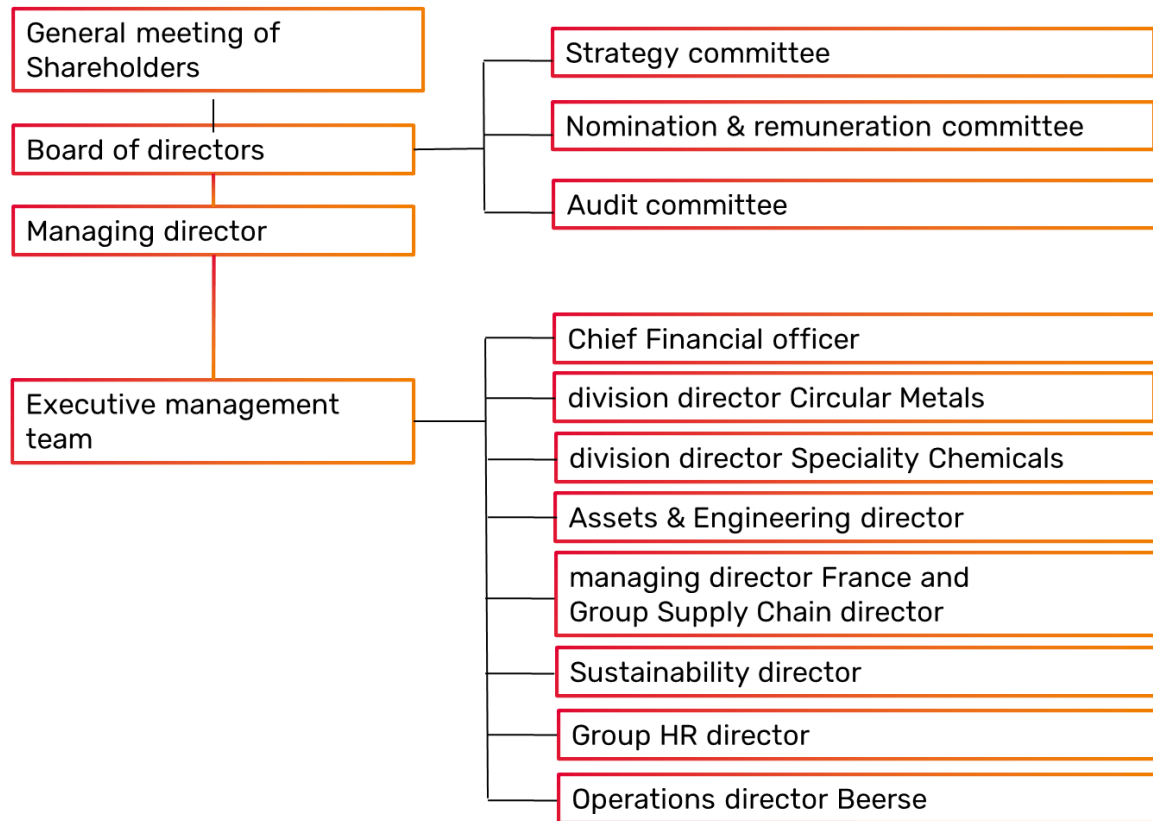 General meeting of
Shareholders
Board of directors
Managing director
Executive management
team
Strategy committee
Nomination & remuneration committee
Audit committee
Chief Financial officer
division director Circular Metals
division director Speciality Chemicals
Assets & Engineering director
managing director France and
Group Supply Chain director
Sustainability director
Group HR director
Operations director Beerse